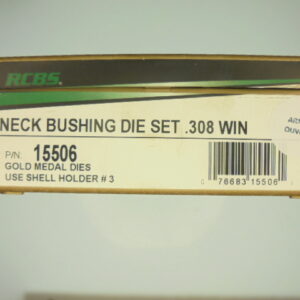 RCBS.
NECK BUSHING DIE SET .308 WIN
P/N: 15506
GOLD MEDAL DIES
USE SHELL HOLDER # 3
0 76683 15506